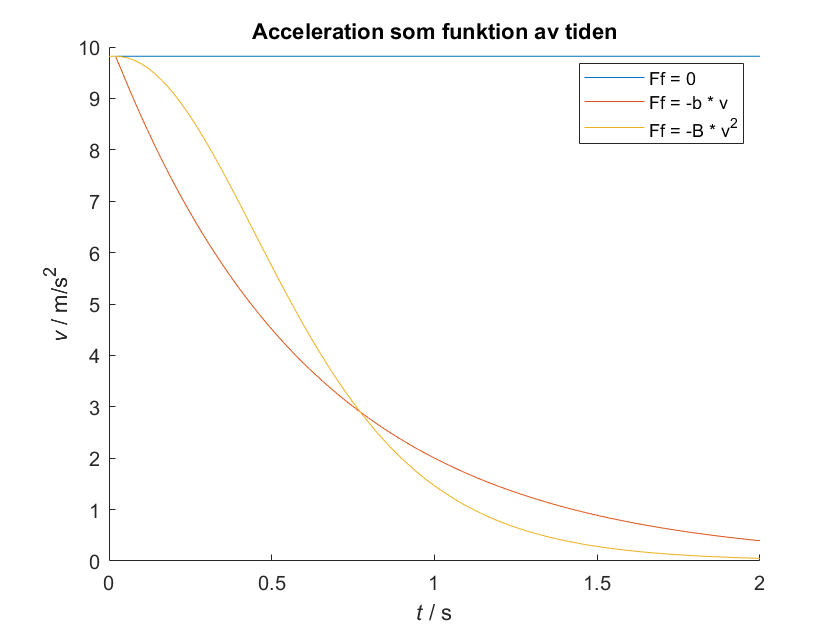 Acceleration som funktion av tiden
10
9
8
7
6
5
4
3
2
1
0
v / m/s²
Ff = 0
Ff = -b * v
Ff = -B * v²
0
0.5
1
1.5
2
t / s